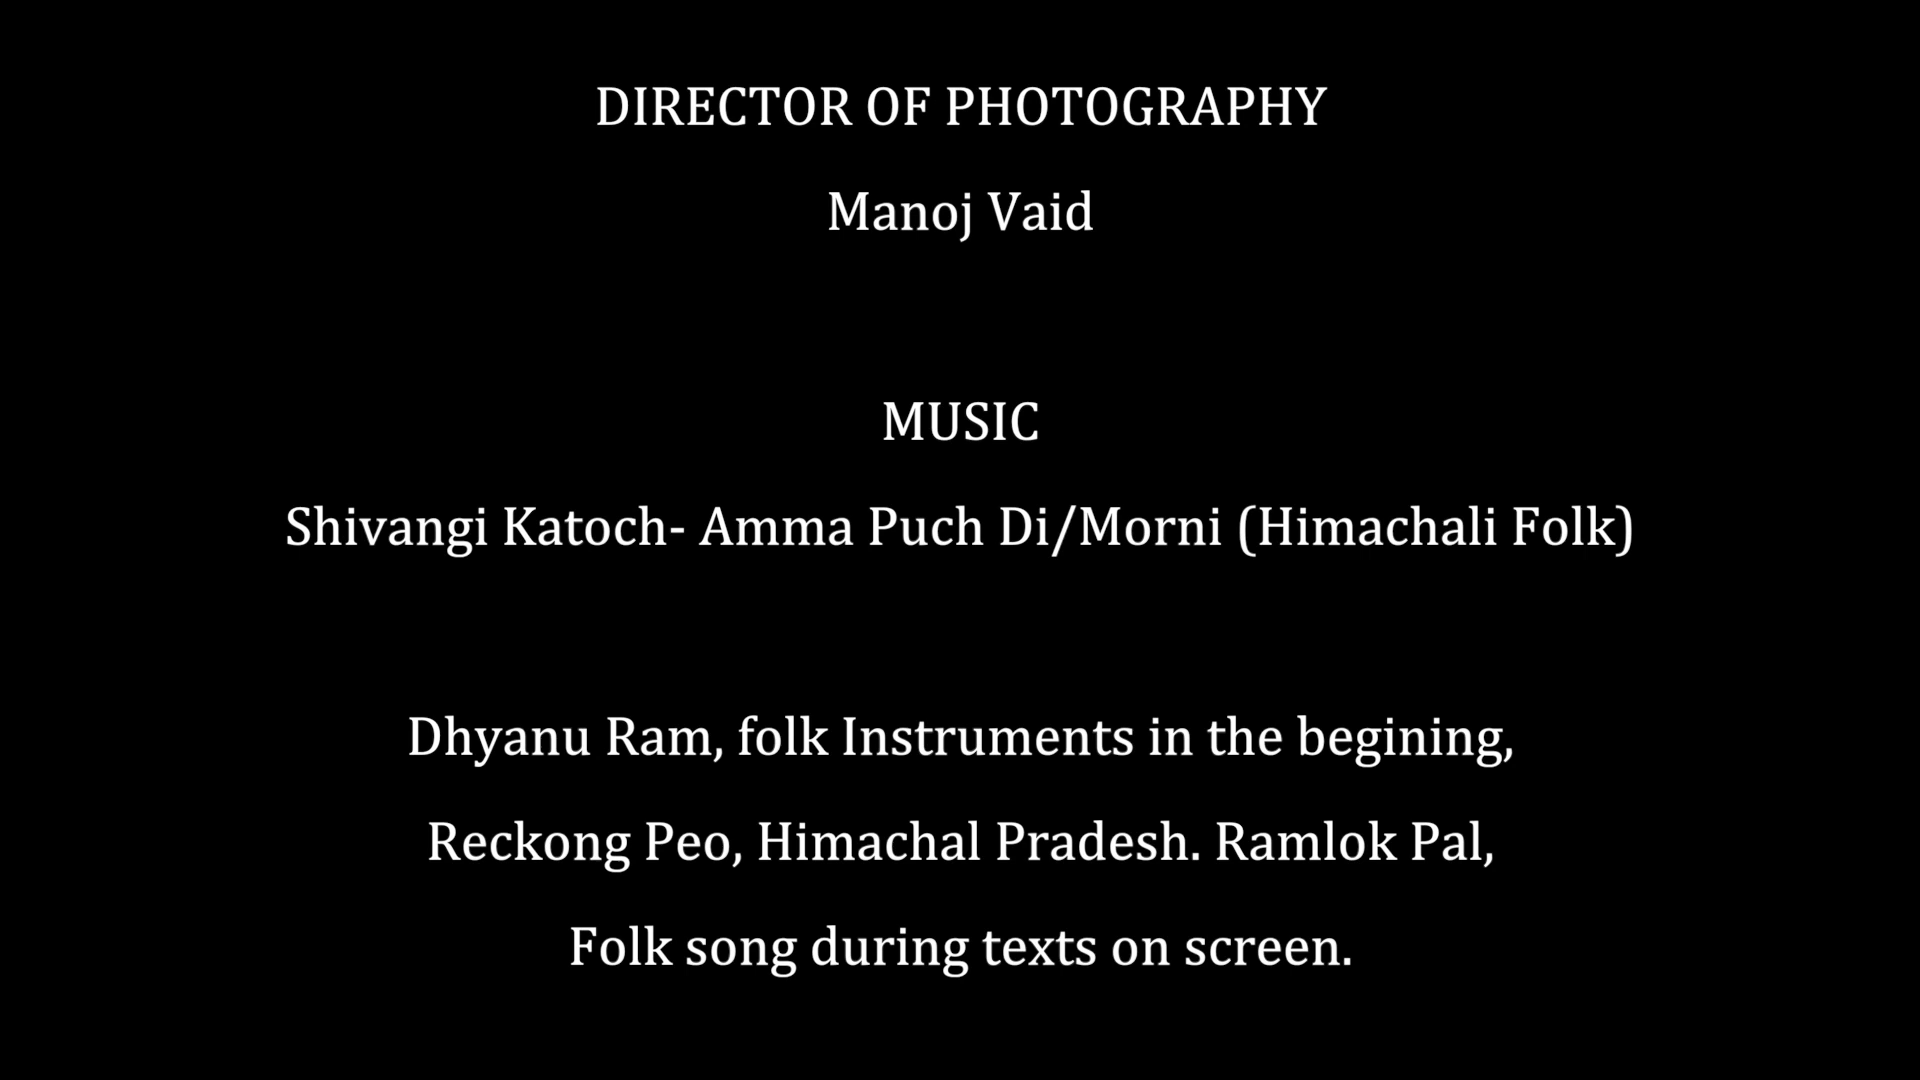 DIRECTOR OF PHOTOGRAPHY
Manoj Vaid
MUSIC
Shivangi Katoch- Amma Puch Di/Morni (Himachali Folk)
Dhyanu Ram, folk Instruments in the begining,
Reckong Peo, Himachal Pradesh. Ramlok Pal,
Folk song during texts on screen.